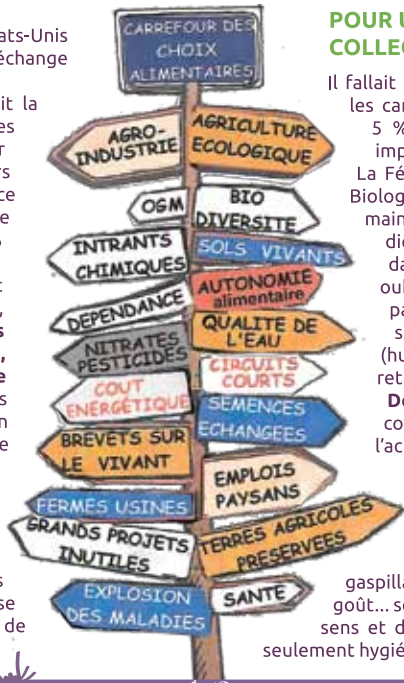 ats-Unis
échange
it la
es
r
rs
ce
e
t
,
s
,
e
s
n
e
s
se
de
CARREFOUR DES
CHOIX
ALIMENTAIRES
AGRO-
INDUSTRIE
AGRICULTURE
ECOLOGIQUE
OGM
BIO
DIVERSITE
INTRANTS
CHIMIQUES
SOLS VIVANTS
DEPENDANCE
AUTONOMIE
alimentaire
NITRATES
PESTICIDES
QUALITE DE
L'EAU
COUT
ENERGÉTIQUE
CIRCUITS
COURTS
SEMENCES
ECHANGEES
BREVETS SUR
LE VIVANT
EMPLOIS
PAYSANS
FERMES USINES
GRANDS PROJETS
INUTILES
TERRES AGRICOLES
PRESERVEES
EXPLOSION
DES MALADIES
SANTE
POUR U
COLLEC
Il fallait
les car
5 %
imp
La Fé
Biolog
main
dic
da
oul
pa
s
(hu
ret
De
co
l'ac
gaspilla
goût... se
sens et d
seulement hygié